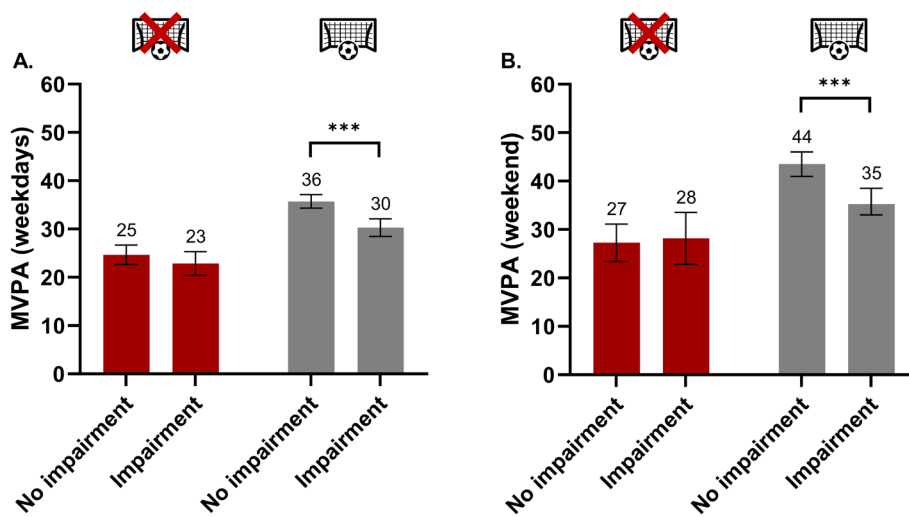 A.
MVPA (weekdays)
60
50
40
30
20
10
0
25
23
36
30
***
No impairment
Impairment
No impairment
Impairment
B.
MVPA (weekend)
60
50
40
30
20
10
0
27
28
44
35
***
No impairment
Impairment
No impairment
Impairment